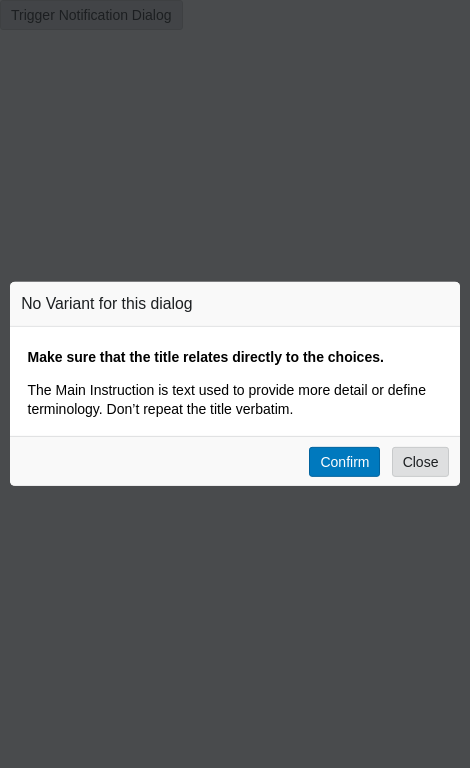 Trigger Notification Dialog
No Variant for this dialog
Make sure that the title relates directly to the choices.
The Main Instruction is text used to provide more detail or define
terminology. Don’t repeat the title verbatim.
Confirm Close